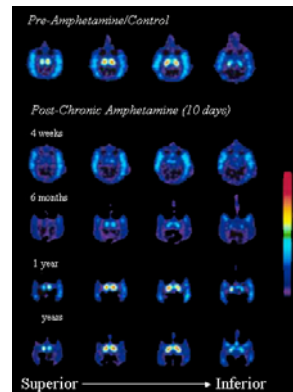 Pre-Amphetamine/Control
Post-Chronic Amphetamine (10 days)
4 weeks
6 months
1 year
years
Superior
Inferior